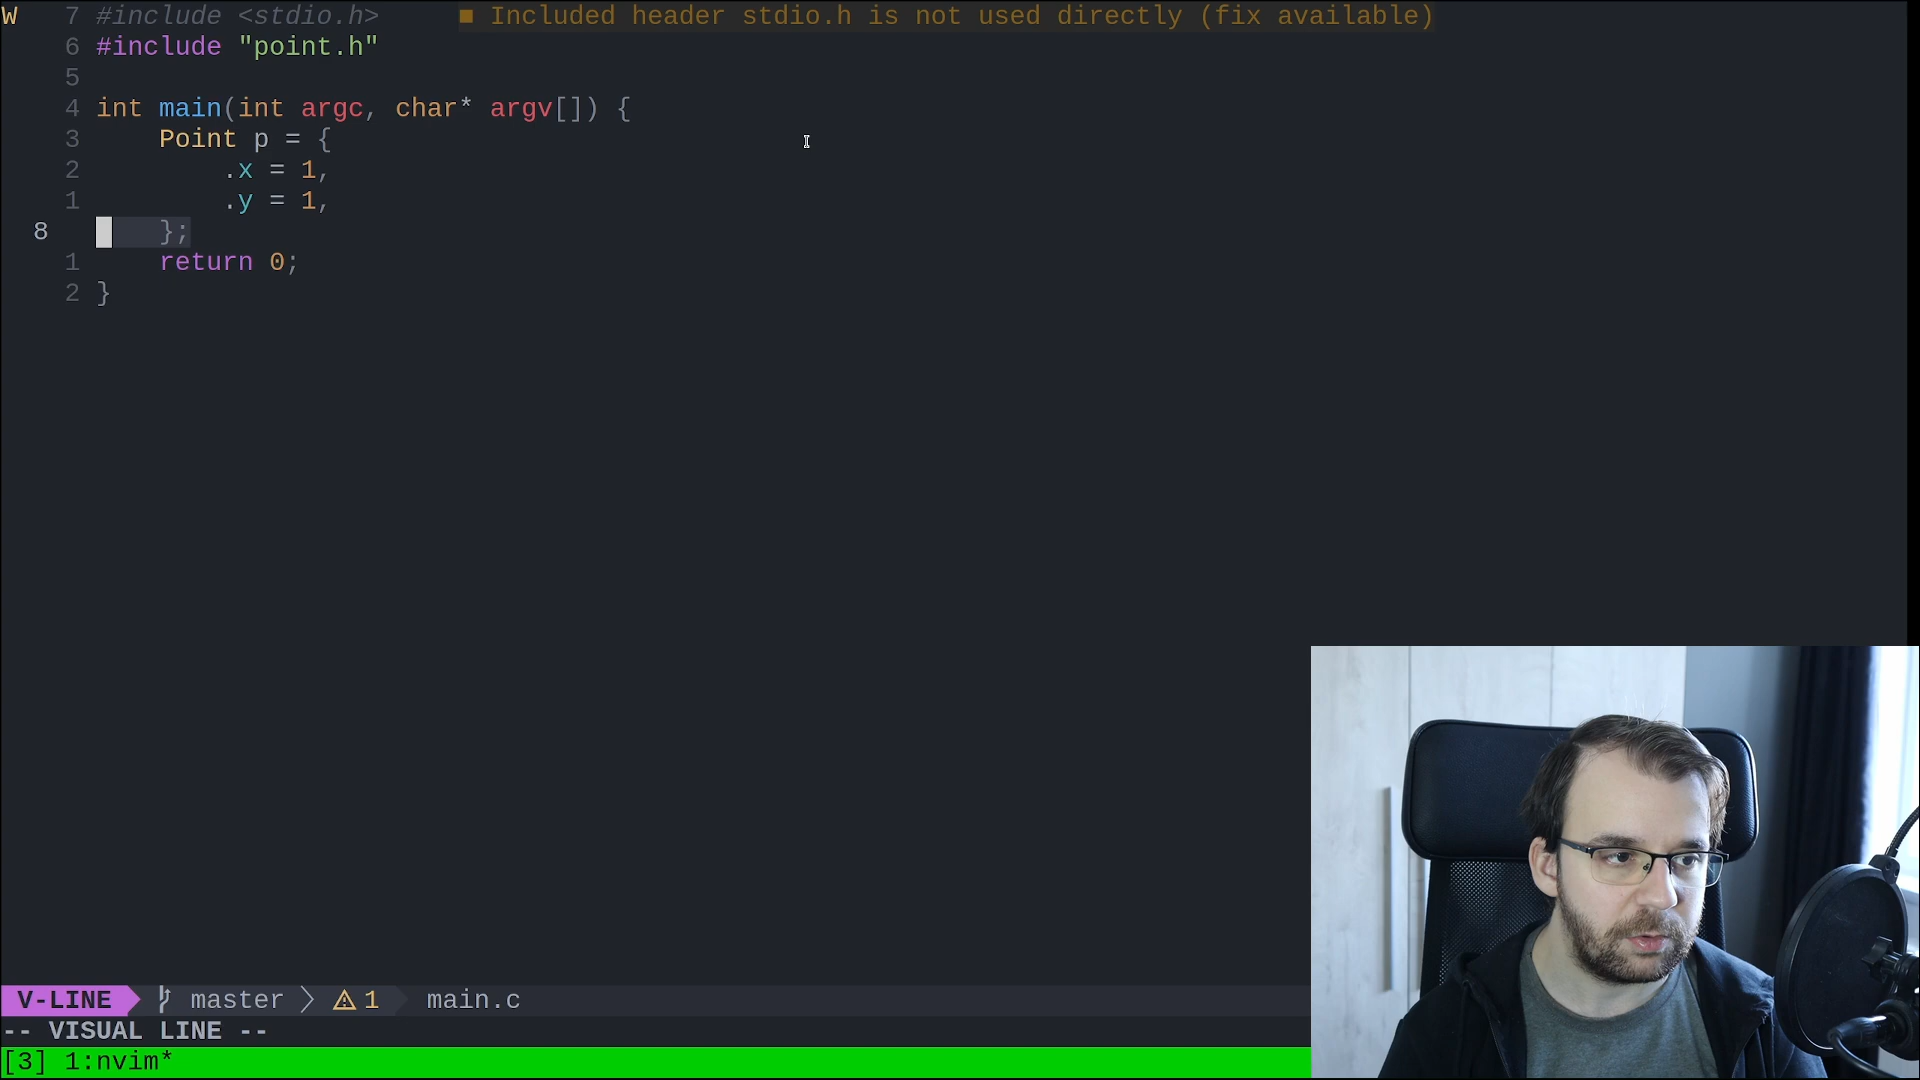 W 7 #include <stdio.h> ■ Included header stdio.h is not used directly (fix available)
6 #include "point.h"
5
4 int main(int argc, char* argv[]) {
3 Point p = {
2 .x = 1,
1 .y = 1,
8 };
1 return 0;
2 }
V-LINE master 1 main.c
-- VISUAL LINE --
[3] 1:nvim*